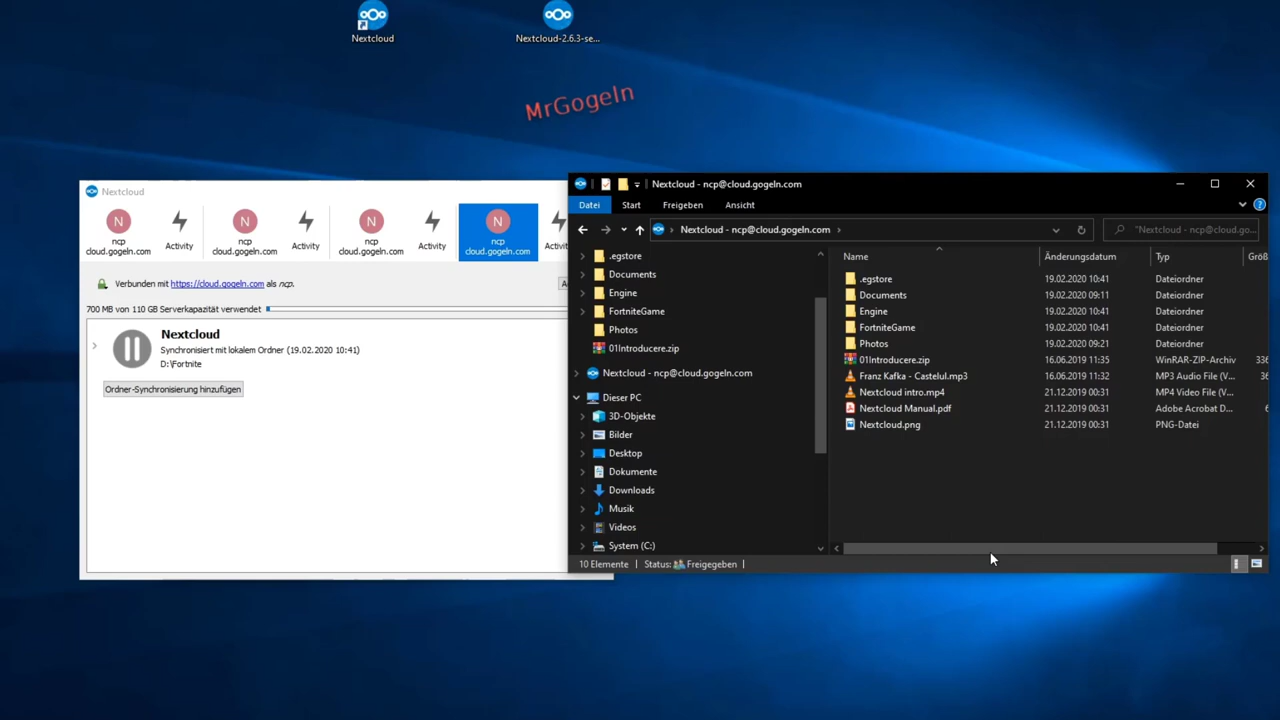 Nextcloud
Nextcloud-2.6.3-se...
MrGogeln
Nextcloud
N
ncp
cloud.gogeln.com
Activity
N
ncp
cloud.gogeln.com
Activity
N
ncp
cloud.gogeln.com
Activity
N
ncp
cloud.gogeln.com
Verbunden mit https://cloud.gogeln.com als ncp.
700 MB von 110 GB Serverkapazität verwendet
Nextcloud
Synchronisiert mit lokalem Ordner (19.02.2020 10:41)
D:\Fortnite
Ordner-Synchronisierung hinzufügen
Nextcloud - ncp@cloud.gogeln.com
Datei Start Freigeben Ansicht
Nextcloud - ncp@cloud.gogeln.com
"Nextcloud - ncp@cloud.go...
.egstore
Documents
Engine
FortniteGame
Photos
01Introducere.zip
Nextcloud - ncp@cloud.gogeln.com
Dieser PC
3D-Objekte
Bilder
Desktop
Dokumente
Downloads
Musik
Videos
System (C:)
Name Änderungsdatum Typ Größ
.egstore 19.02.2020 10:41 Dateiordner
Documents 19.02.2020 09:11 Dateiordner
Engine 19.02.2020 10:41 Dateiordner
FortniteGame 19.02.2020 10:41 Dateiordner
Photos 19.02.2020 09:21 Dateiordner
01Introducere.zip 16.06.2019 11:35 WinRAR-ZIP-Archiv 336
Franz Kafka - Castelul.mp3 16.06.2019 11:32 MP3 Audio File (V... 36
Nextcloud intro.mp4 21.12.2019 00:31 MP4 Video File (V...
Nextcloud Manual.pdf 21.12.2019 00:31 Adobe Acrobat D... 6
Nextcloud.png 21.12.2019 00:31 PNG-Datei
10 Elemente Status: Freigegeben